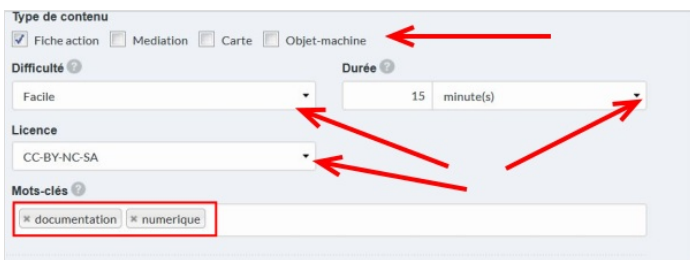 Type de contenu
Fiche action Mediation Carte Objet-machine
Difficulté ? Durée ?
Facile 15 minute(s)
Licence
CC-BY-NC-SA
Mots-clés ?
× documentation × numerique